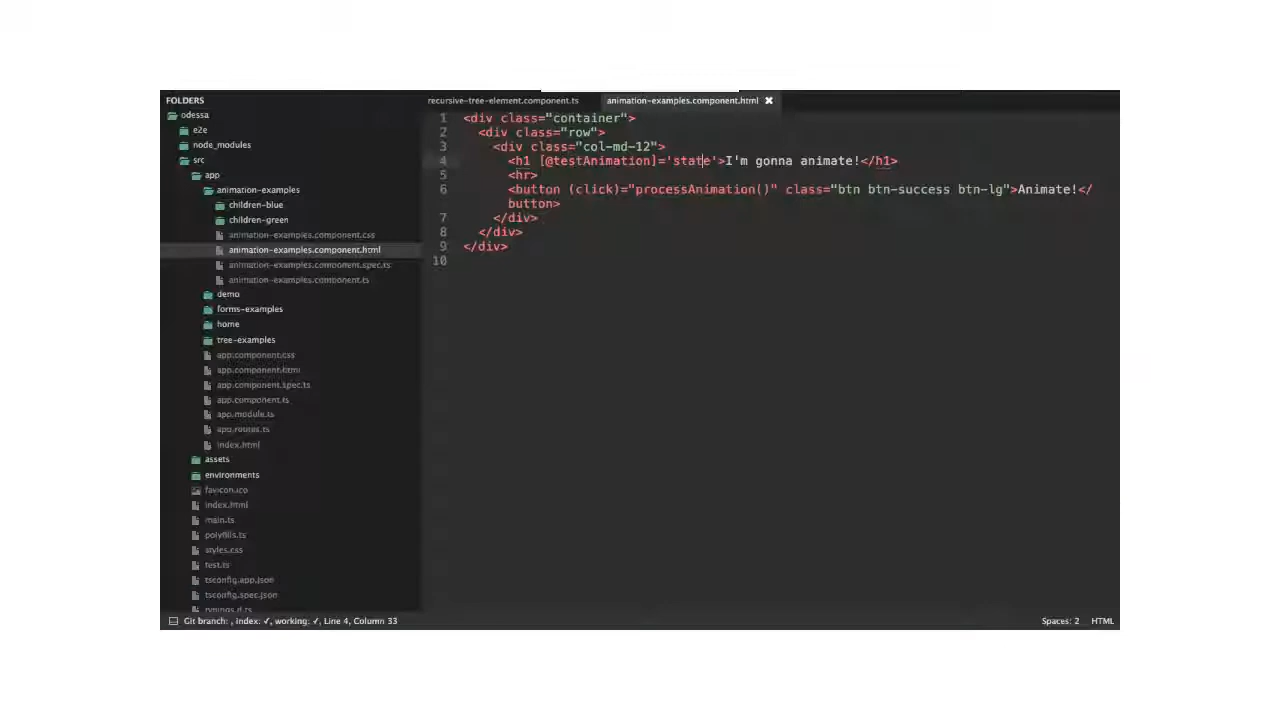 FOLDERS
odessa
e2e
node_modules
src
app
animation-examples
children-blue
children-green
animation-examples.component.css
animation-examples.component.html
animation-examples.component.spec.ts
animation-examples.component.ts
demo
forms-examples
home
tree-examples
app.component.css
app.component.html
app.component.spec.ts
app.component.ts
app.module.ts
app.routes.ts
index.html
assets
environments
favicon.ico
index.html
main.ts
polyfills.ts
styles.css
test.ts
tsconfig.app.json
tsconfig.spec.json
typings.d.ts
recursive-tree-element.component.ts animation-examples.component.html ✖
1 <div class="container">
2 <div class="row">
3 <div class="col-md-12">
4 <h1 [@testAnimation]='state'>I'm gonna animate!</h1>
5 <hr>
6 <button (click)="processAnimation()" class="btn btn-success btn-lg">Animate!</
button>
7 </div>
8 </div>
9 </div>
10
Git branch: , index: ✓, working: ✓, Line 4, Column 33 Spaces: 2 HTML